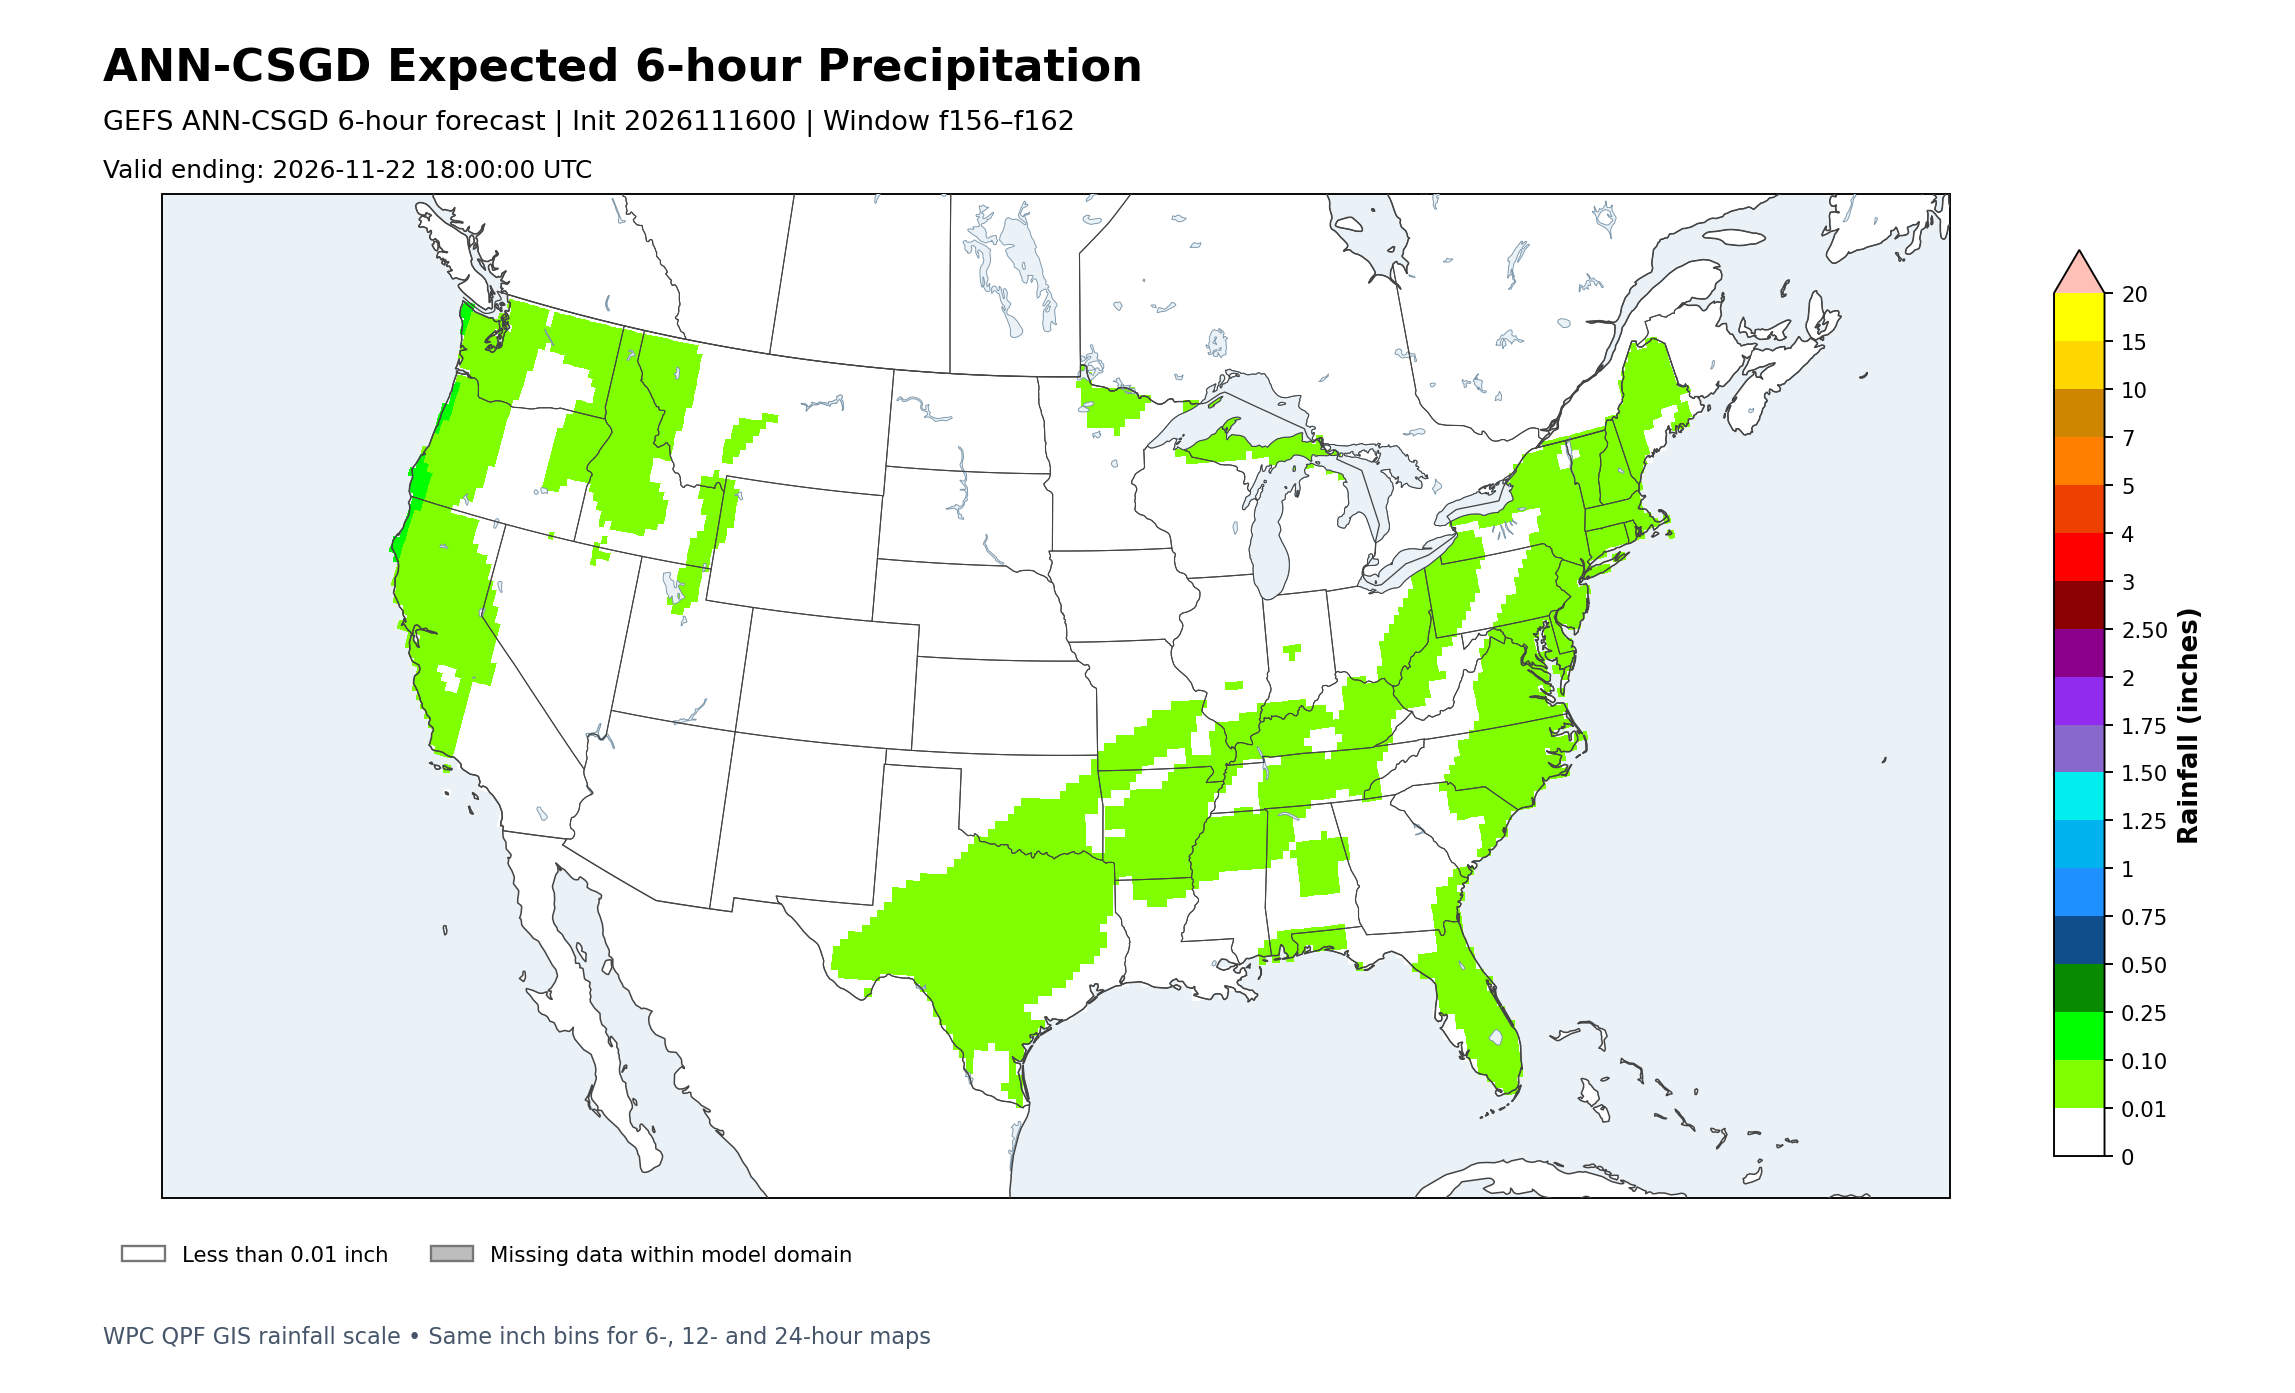 ANN-CSGD Expected 6-hour Precipitation
GEFS ANN-CSGD 6-hour forecast | Init 2026111600 | Window f156–f162
Valid ending: 2026-11-22 18:00:00 UTC
20
15
10
7
5
4
3
2.50
2
1.75
1.50
1.25
1
0.75
0.50
0.25
0.10
0.01
0
Rainfall (inches)
Less than 0.01 inch
Missing data within model domain
WPC QPF GIS rainfall scale • Same inch bins for 6-, 12- and 24-hour maps